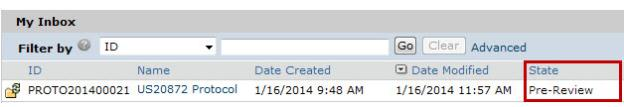 My Inbox
Filter by ID Go Clear Advanced
ID Name Date Created Date Modified State
PROTO201400021 US20872 Protocol 1/16/2014 9:48 AM 1/16/2014 11:57 AM Pre-Review